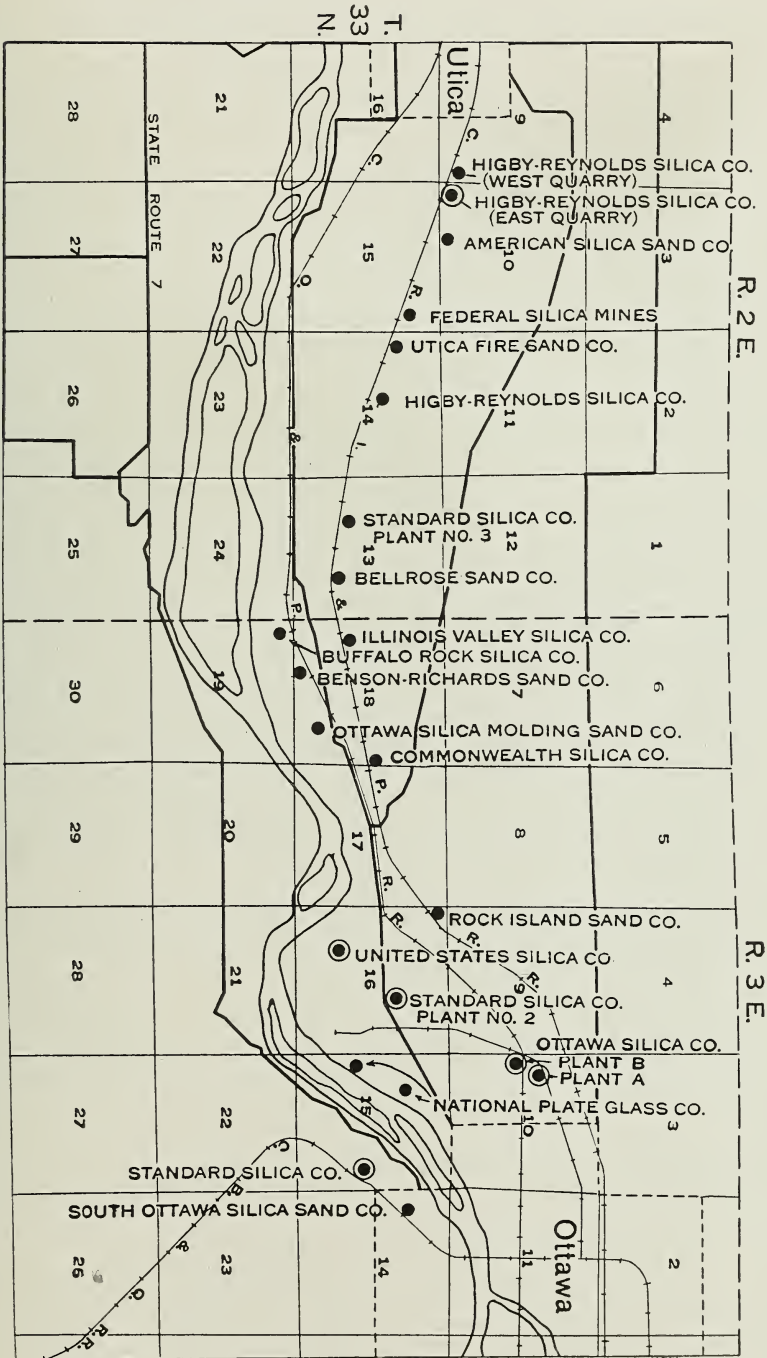 T.
33
N.
R. 2 E.
R. 3 E.
Utica
4
9
16
21
28
STATE ROUTE 7
C.
C.
HIGBY-REYNOLDS SILICA CO.
(WEST QUARRY)
HIGBY-REYNOLDS SILICA CO.
(EAST QUARRY)
AMERICAN SILICA SAND CO.
3
10
15
22
27
R.
O.
FEDERAL SILICA MINES
UTICA FIRE SAND CO.
HIGBY-REYNOLDS SILICA CO.
2
11
14
23
26
I.
&
STANDARD SILICA CO.
PLANT NO. 3
BELLROSE SAND CO.
1
12
13
24
25
&
P.
ILLINOIS VALLEY SILICA CO.
BUFFALO ROCK SILICA CO.
BENSON-RICHARDS SAND CO.
OTTAWA SILICA MOLDING SAND CO.
COMMONWEALTH SILICA CO.
6
7
18
19
30
P.
5
8
17
20
29
R.
R.
ROCK ISLAND SAND CO.
R.
R.
UNITED STATES SILICA CO
STANDARD SILICA CO.
PLANT NO. 2
4
9
16
21
28
OTTAWA SILICA CO.
PLANT B
PLANT A
NATIONAL PLATE GLASS CO.
3
10
15
22
27
STANDARD SILICA CO.
SOUTH OTTAWA SILICA SAND CO.
C.
B.
&
Q.
R.R.
Ottawa
2
11
14
23
26